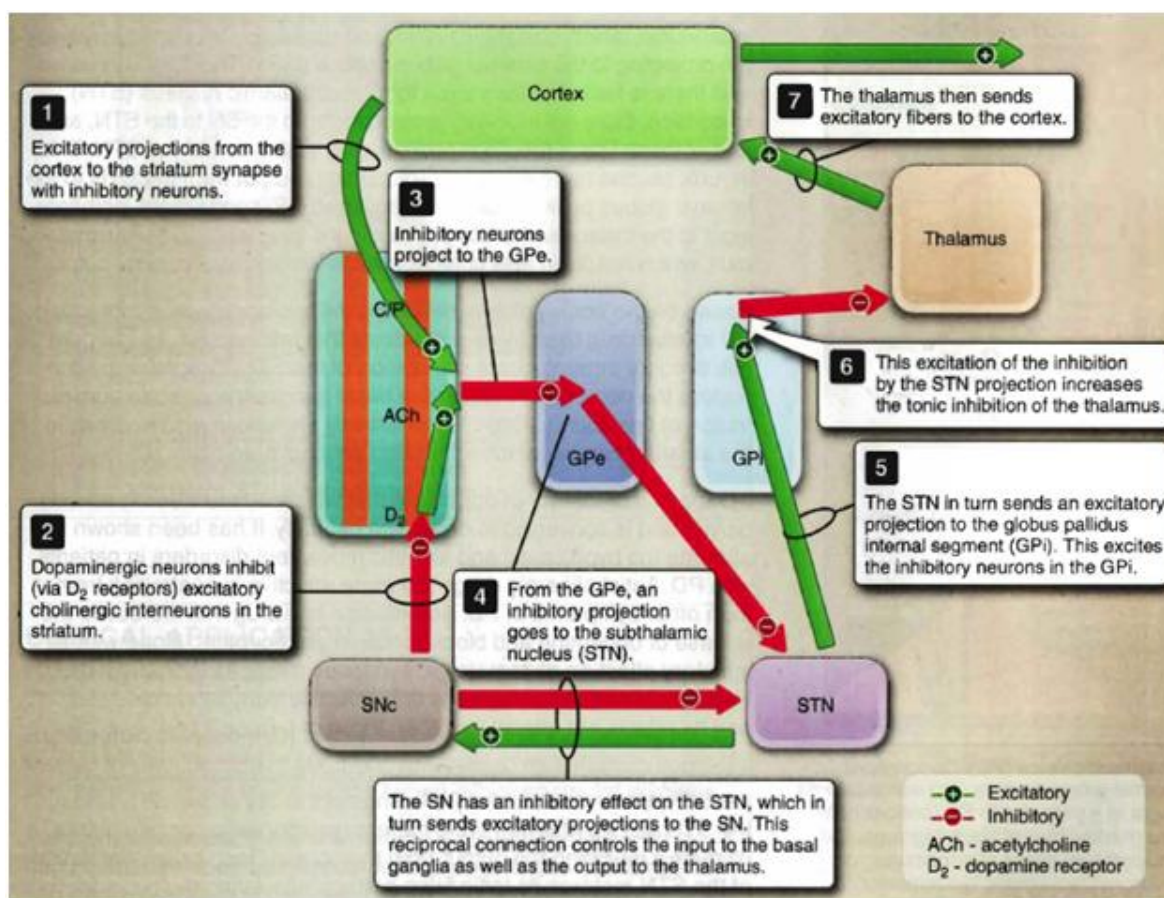 Cortex
1
Excitatory projections from the
cortex to the striatum synapse
with inhibitory neurons.
7
The thalamus then sends
excitatory fibers to the cortex.
3
Inhibitory neurons
project to the GPe.
Thalamus
C/P
ACh
D2
GPe
GPi
6
This excitation of the inhibition
by the STN projection increases
the tonic inhibition of the thalamus.
5
The STN in turn sends an excitatory
projection to the globus pallidus
internal segment (GPi). This excites
the inhibitory neurons in the GPi.
2
Dopaminergic neurons inhibit
(via D2 receptors) excitatory
cholinergic interneurons in the
striatum.
4
From the GPe, an
inhibitory projection
goes to the subthalamic
nucleus (STN).
SNc
STN
The SN has an inhibitory effect on the STN, which in
turn sends excitatory projections to the SN. This
reciprocal connection controls the input to the basal
ganglia as well as the output to the thalamus.
+ Excitatory
− Inhibitory
ACh - acetylcholine
D2 - dopamine receptor